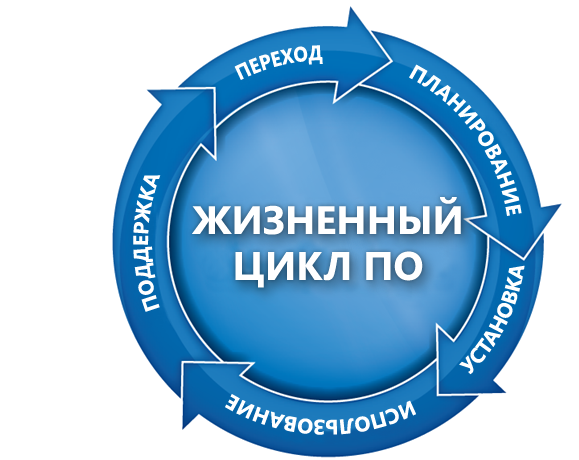 ПЕРЕХОД
ПЛАНИРОВАНИЕ
ЖИЗНЕННЫЙ
ЦИКЛ ПО
УСТАНОВКА
ИСПОЛЬЗОВАНИЕ
ПОДДЕРЖКА